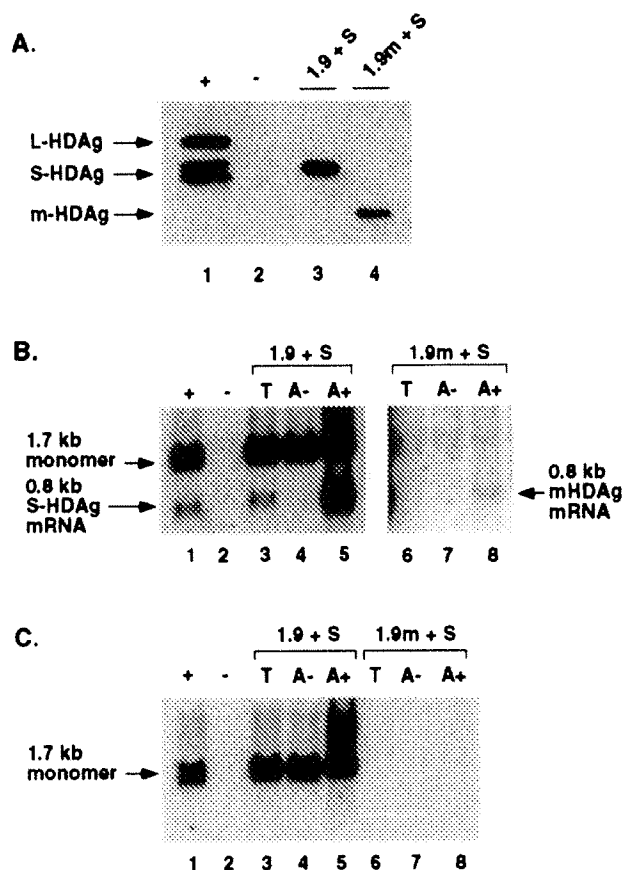 A.
+ - 1.9 + S 1.9m + S
L-HDAg
S-HDAg
m-HDAg
1 2 3 4
B.
1.9 + S 1.9m + S
+ - T A- A+ T A- A+
1.7 kb
monomer
0.8 kb
S-HDAg
mRNA
0.8 kb
mHDAg
mRNA
1 2 3 4 5 6 7 8
C.
1.9 + S 1.9m + S
+ - T A- A+ T A- A+
1.7 kb
monomer
1 2 3 4 5 6 7 8